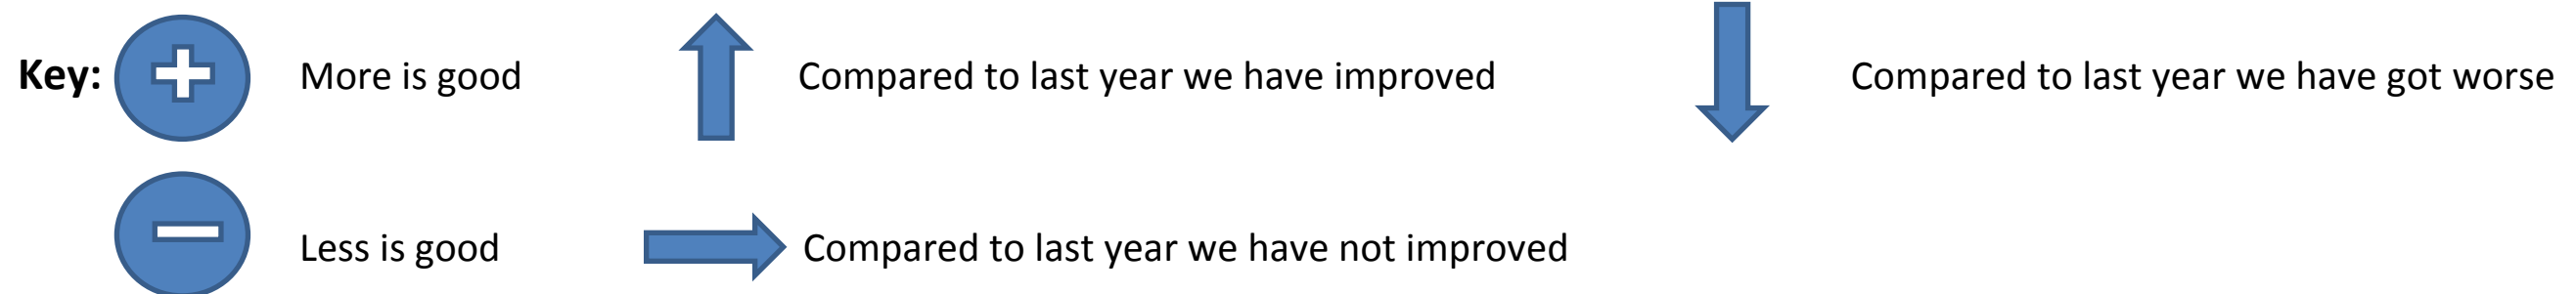 Key: More is good Compared to last year we have improved Compared to last year we have got worse
Less is good Compared to last year we have not improved